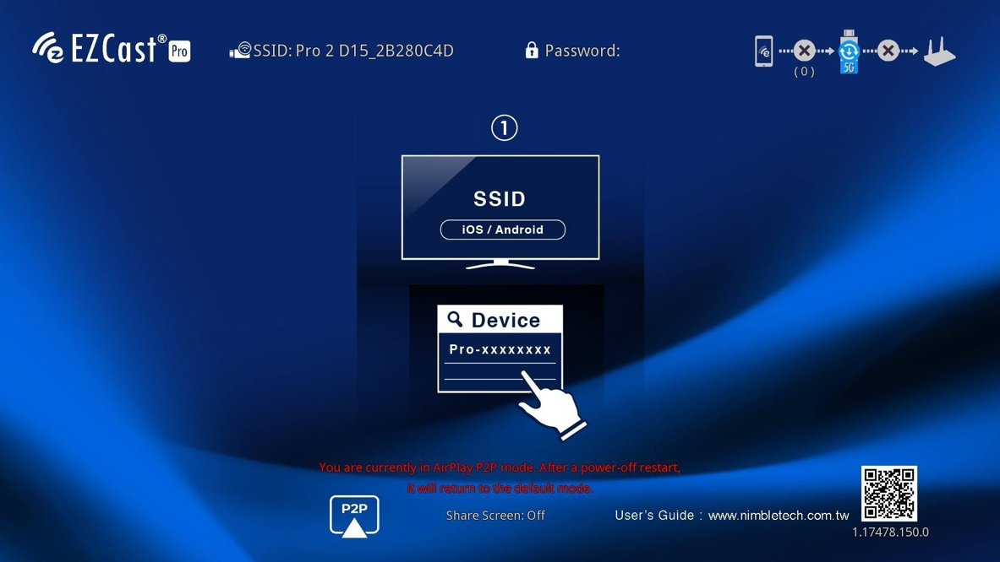 EZCast® Pro
SSID: Pro 2 D15_2B280C4D
Password:
( 0 )
5G
1
SSID
iOS / Android
Device
Pro-xxxxxxxx
You are currently in AirPlay P2P mode. After a power-off restart,
it will return to the default mode.
P2P
Share Screen: Off
User's Guide : www.nimbletech.com.tw
1.17478.150.0